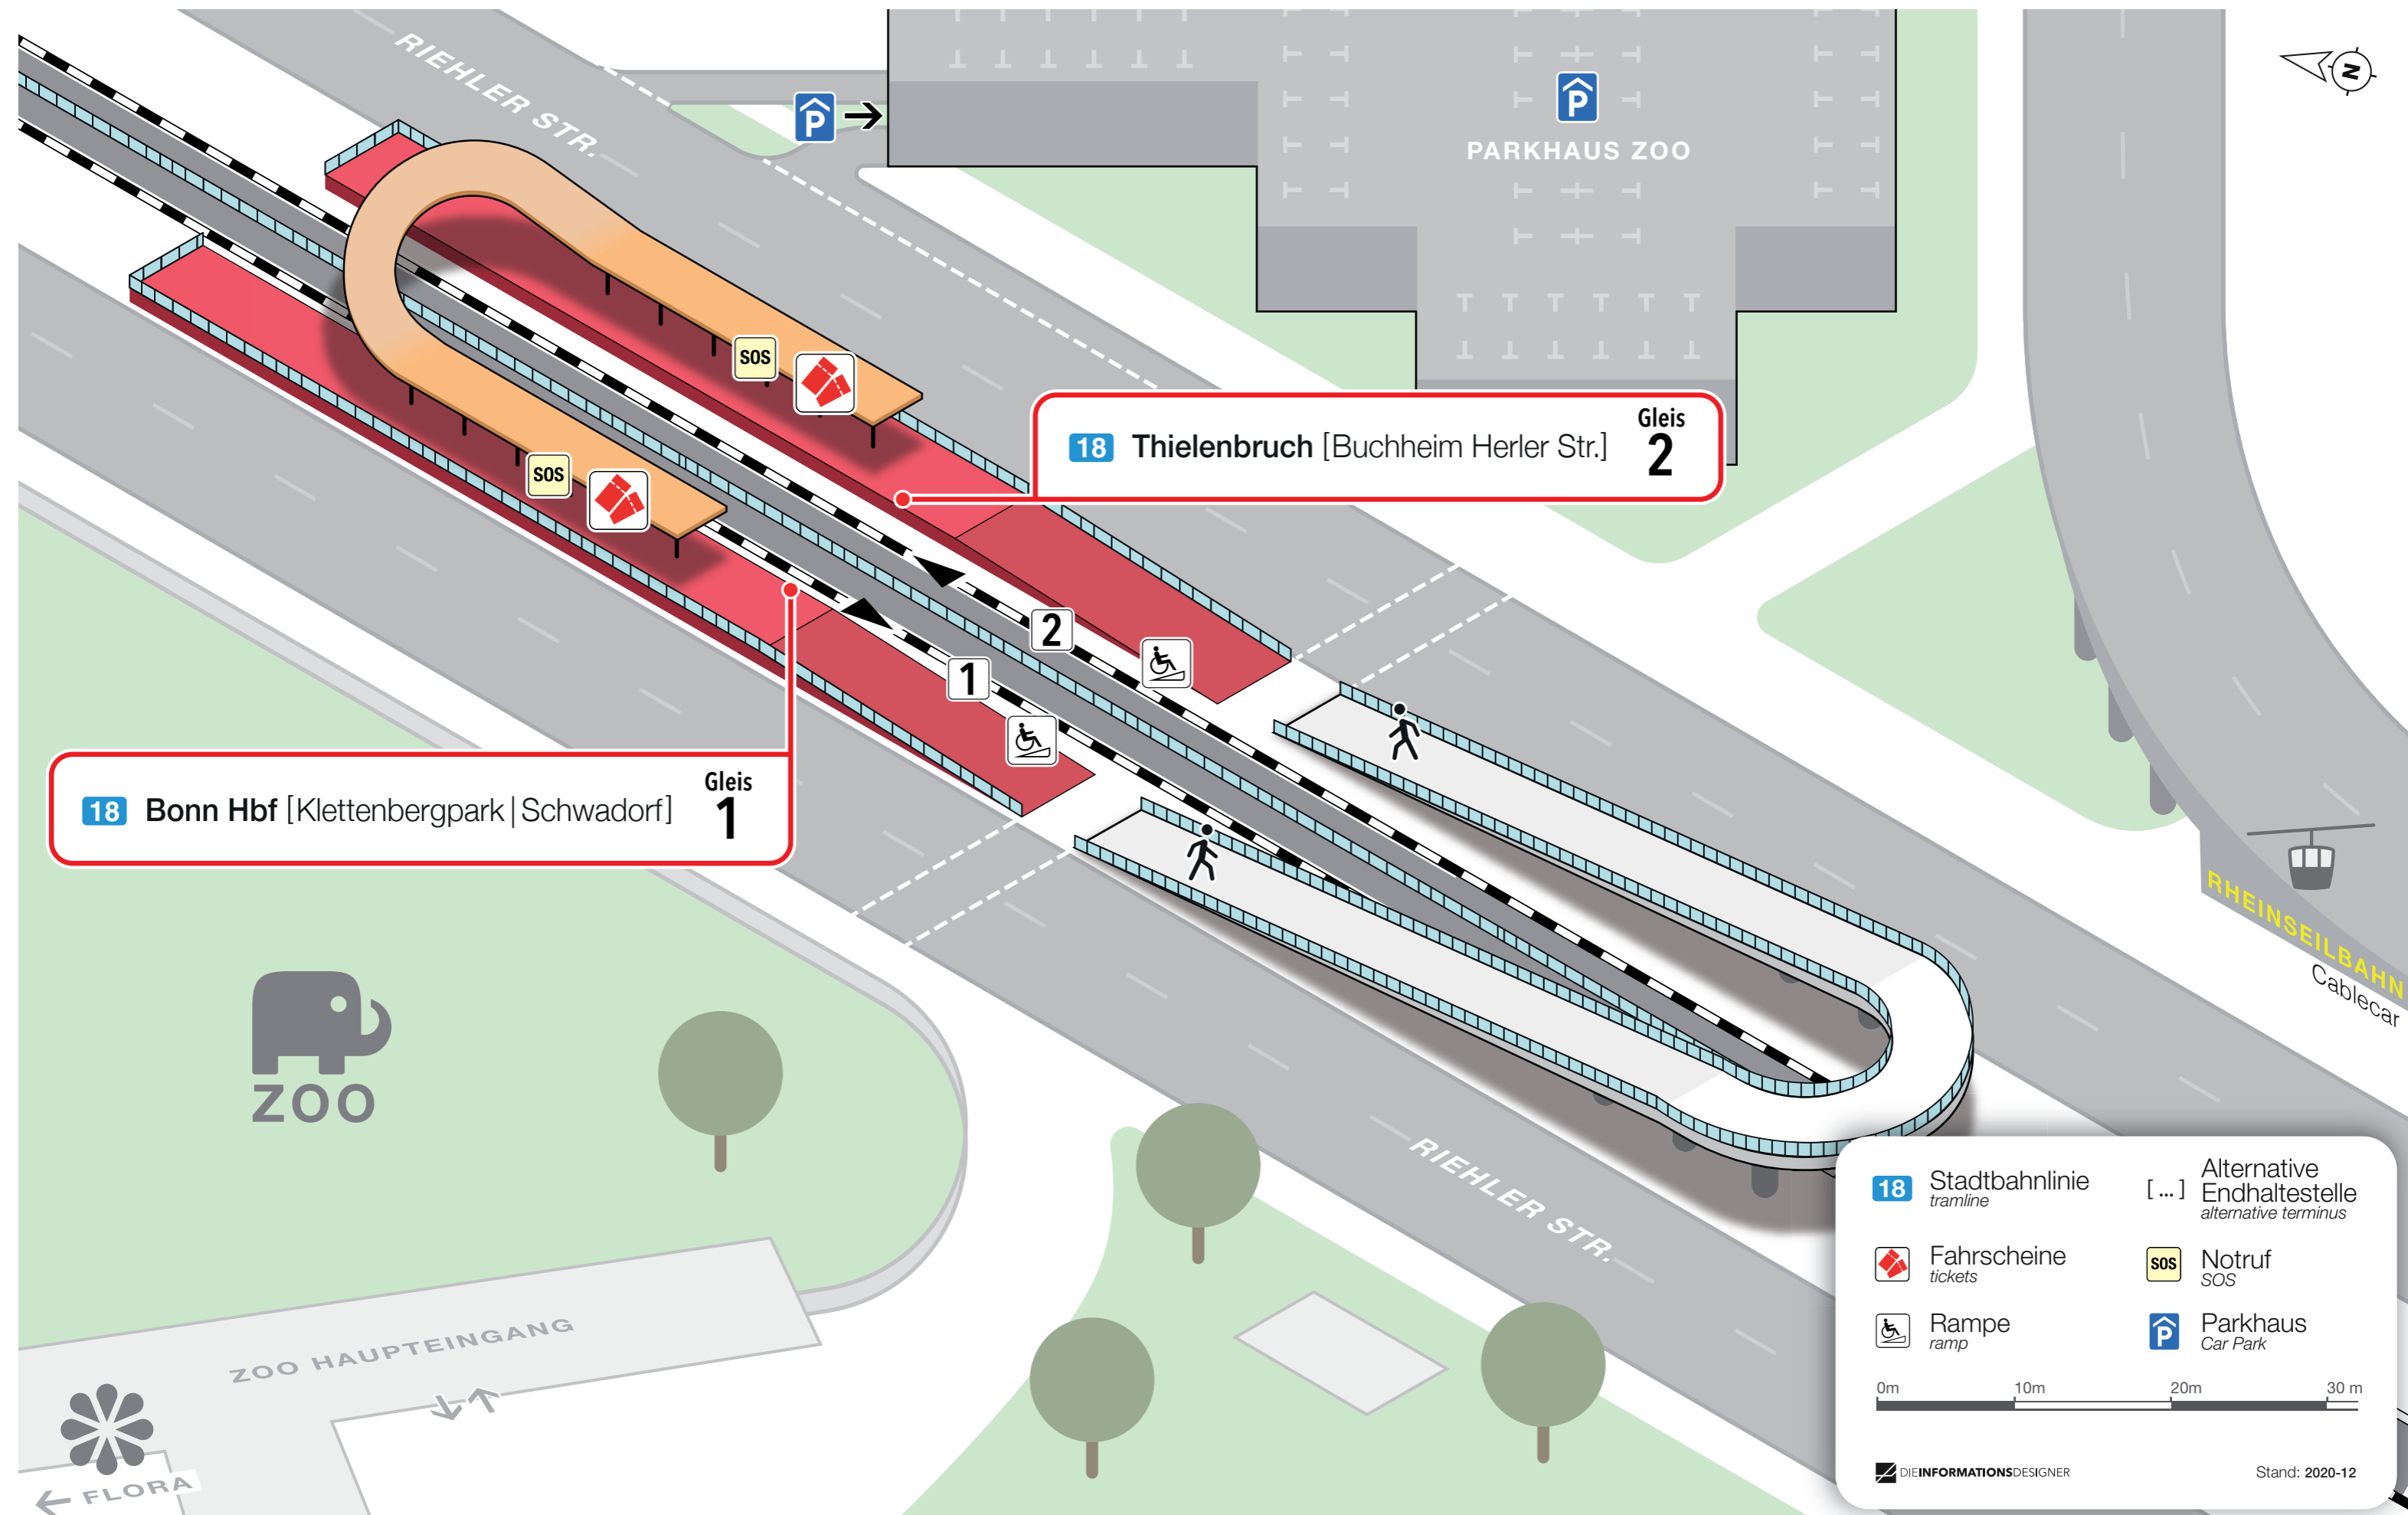 RIEHLER STR.
P
P
PARKHAUS ZOO
N
SOS
18 Thielenbruch [Buchheim Herler Str.] Gleis 2
SOS
2
1
18 Bonn Hbf [Klettenbergpark|Schwadorf] Gleis 1
RHEINSEILBAHN
Cablecar
ZOO
RIEHLER STR.
ZOO HAUPTEINGANG
FLORA
18 Stadtbahnlinie
tramline
[ ... ] Alternative
Endhaltestelle
alternative terminus
Fahrscheine
tickets
SOS Notruf
SOS
Rampe
ramp
P Parkhaus
Car Park
0m 10m 20m 30 m
DIEINFORMATIONSDESIGNER
Stand: 2020-12